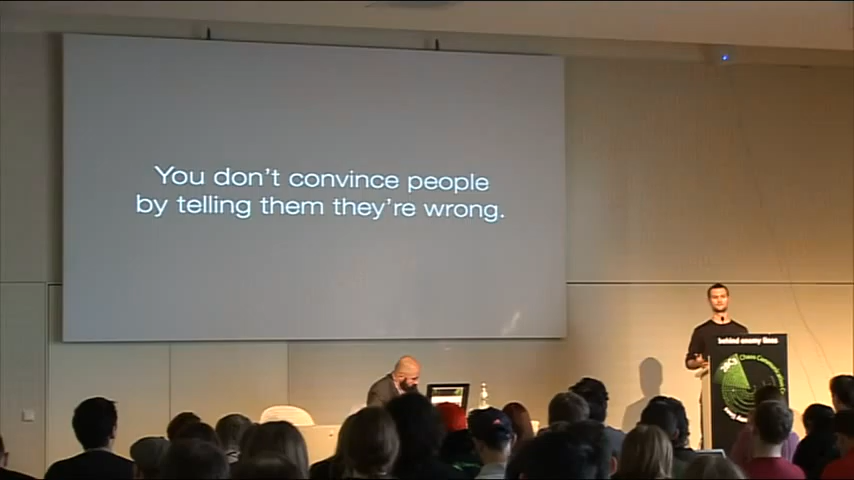 You don't convince people
by telling them they're wrong.
behind enemy lines